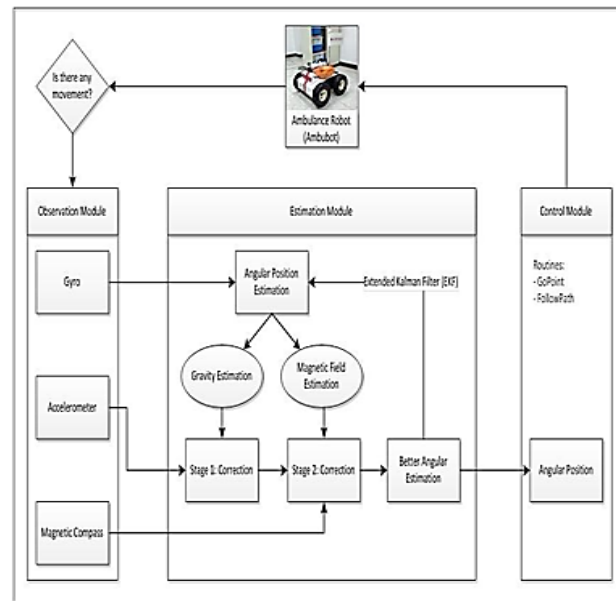 Is there any
movement?
Ambulance Robot
(Ambubot)
Observation Module
Estimation Module
Control Module
Gyro
Angular Position
Estimation
Extended Kalman Filter (EKF)
Routines:
- GoPoint
- FollowPath
Gravity Estimation
Magnetic Field
Estimation
Accelerometer
Stage 1: Correction
Stage 2: Correction
Better Angular
Estimation
Angular Position
Magnetic Compass